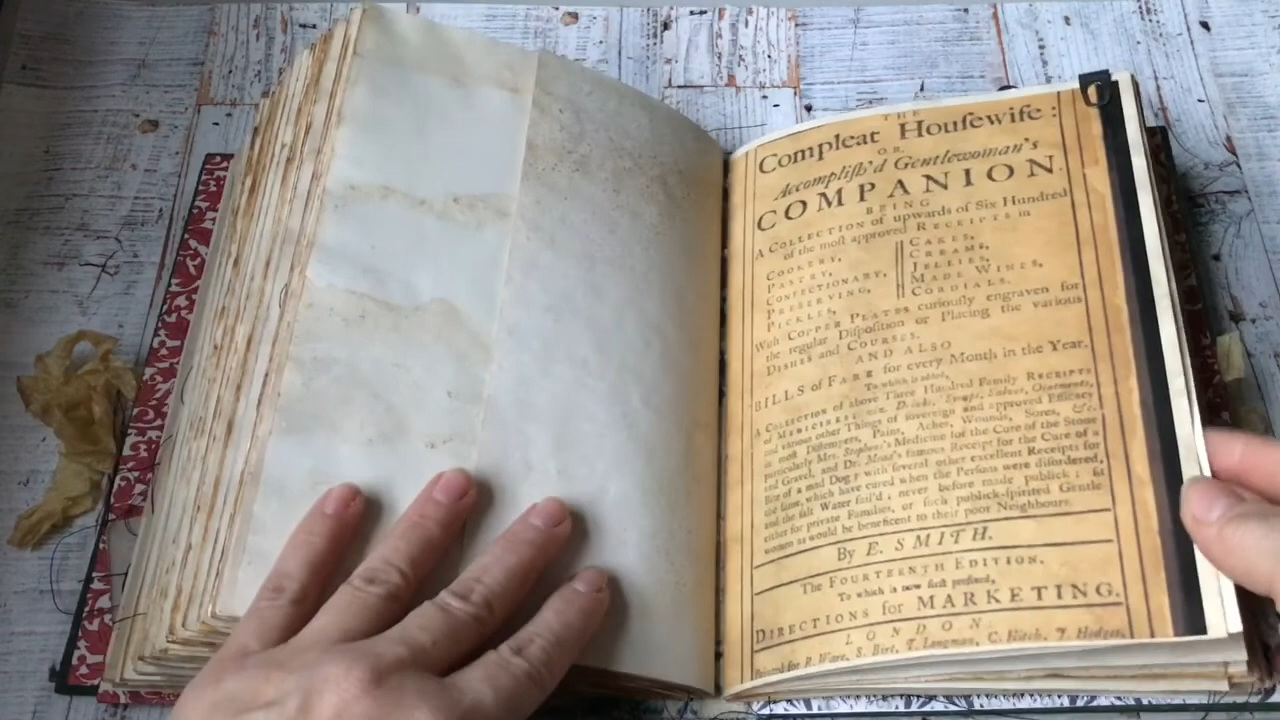 THE
Compleat Houſewife:
OR,
Accompliſh'd Gentlewoman's
COMPANION
BEING
A COLLECTION of upwards of Six Hundred
of the moſt approved RECEIPTS in
COOKERY,
PASTRY,
CONFECTIONARY,
PRESERVING,
PICKLES,
CAKES,
CREAMS,
JELLIES,
MADE WINES,
CORDIALS.
With COPPER PLATES curiouſly engraven for
the regular Diſpoſition or Placing the various
DISHES and COURSES.
AND ALSO
BILLS of FARE for every Month in the Year.
To which is added,
A COLLECTION of above Three Hundred Family RECEIPTS
of MEDICINES: viz. Drinks, Syrups, Salves, Ointments,
and various other Things of ſovereign and approved Efficacy
in moſt Diſtempers, Pains, Aches, Wounds, Sores, &c.
particularly Mrs. Stephens's Medicine for the Cure of the Stone
and Gravel, and Dr. Mead's famous Receipt for the Cure of a
Bite of a mad Dog; with ſeveral other excellent Receipts for
the ſame, which have cured when the Perſons were diſordered,
and the ſalt Water fail'd; never before made publick; fit
either for private Families, or ſuch publick-ſpirited Gentle
women as would be beneficent to their poor Neighbours.
By E. SMITH.
The FOURTEENTH EDITION.
To which is now firſt prefixed,
DIRECTIONS for MARKETING.
LONDON:
Printed for R. Ware, S. Birt, T. Longman, C. Hitch, J. Hodges,